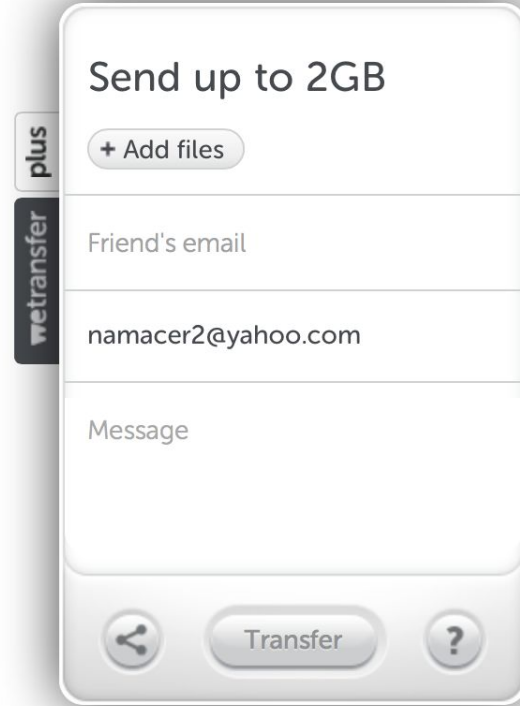 Send up to 2GB
+ Add files
plus
wetransfer
Friend's email
namacer2@yahoo.com
Message
Transfer
?